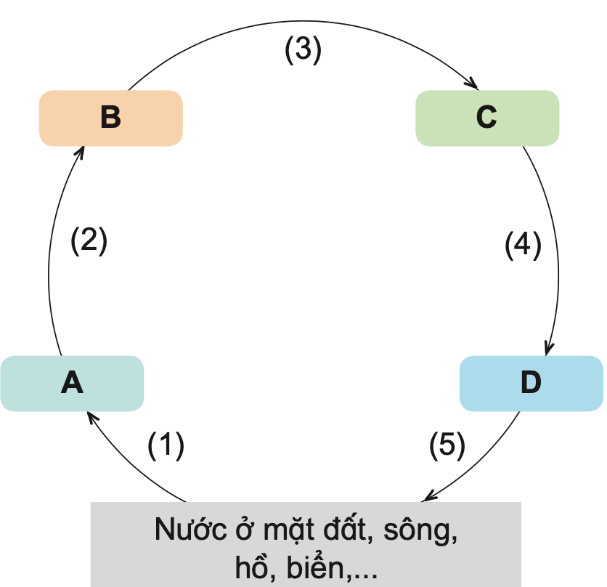 (3)
B
C
(2)
(4)
A
D
(1)
(5)
Nước ở mặt đất, sông,
hồ, biển,...